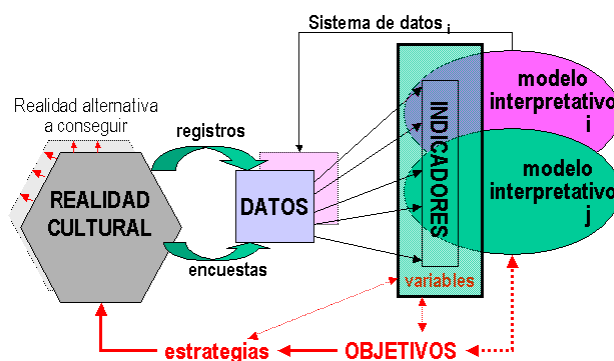 Sistema de datos i
Realidad alternativa
a conseguir
registros
REALIDAD
CULTURAL
DATOS
encuestas
INDICADORES
variables
modelo
interpretativo
i
modelo
interpretativo
j
estrategias
OBJETIVOS